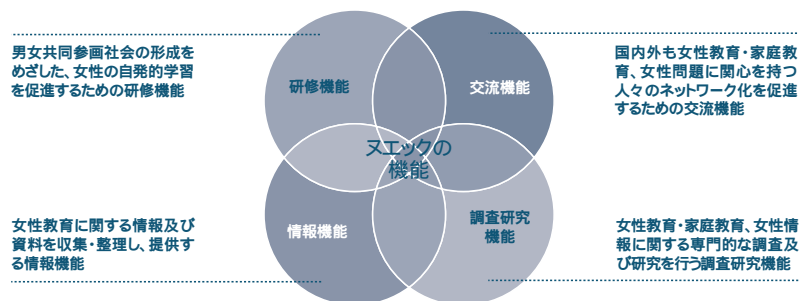 男女共同参画社会の形成を
めざした、女性の自発的学習
を促進するための研修機能
国内外も女性教育・家庭教
育、女性問題に関心を持つ
人々のネットワーク化を促進
するための交流機能
研修機能
交流機能
ヌエックの
機能
情報機能
調査研究
機能
女性教育に関する情報及び
資料を収集・整理し、提供す
る情報機能
女性教育・家庭教育、女性情
報に関する専門的な調査及
び研究を行う調査研究機能